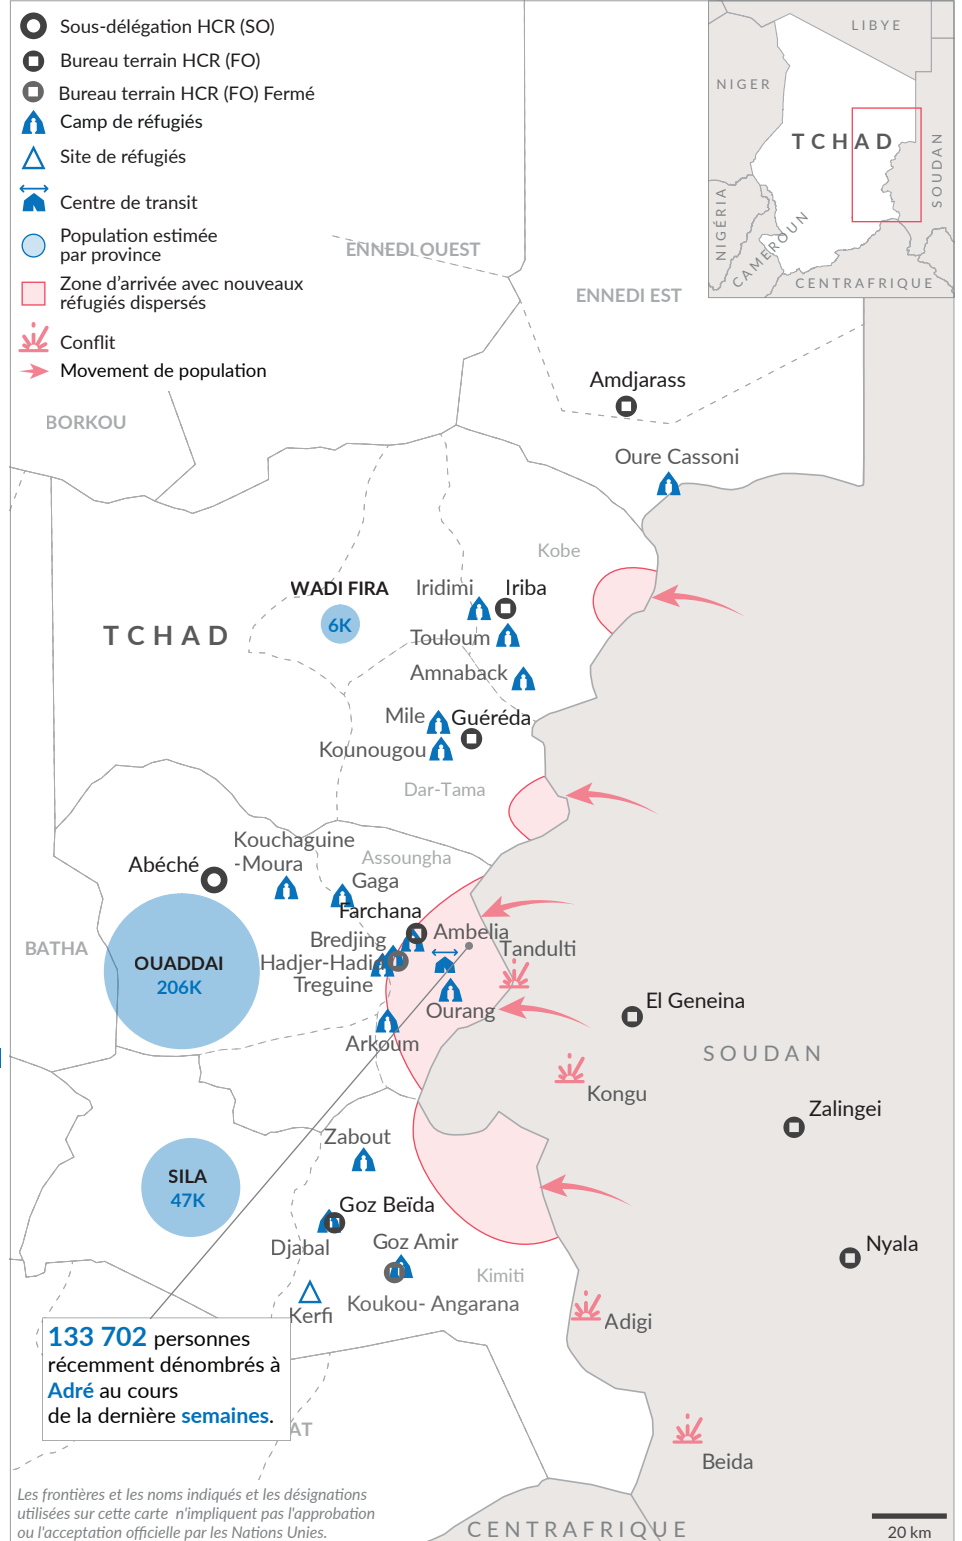 Sous-délégation HCR (SO)
Bureau terrain HCR (FO)
Bureau terrain HCR (FO) Fermé
Camp de réfugiés
Site de réfugiés
Centre de transit
Population estimée
par province
Zone d'arrivée avec nouveaux
réfugiés dispersés
Conflit
Movement de population
LIBYE
NIGER
TCHAD
SOUDAN
NIGÉRIA
CAMEROUN
CENTRAFRIQUE
ENNEDI OUEST
ENNEDI EST
BORKOU
Amdjarass
Oure Cassoni
Kobe
WADI FIRA
6K
Iridimi
Iriba
TCHAD
Touloum
Amnaback
Mile
Guéréda
Kounougou
Dar-Tama
Kouchaguine
-Moura
Assoungha
Abéché
Gaga
Farchana
BATHA
Bredjing
Ambelia
Tandulti
OUADDAI
206K
Hadjer-Hadid
Treguine
Ourang
El Geneina
Arkoum
SOUDAN
Kongu
Zalingei
Zabout
SILA
47K
Goz Beïda
Djabal
Goz Amir
Nyala
Kimiti
Kerfi
Koukou- Angarana
Adigi
133 702 personnes
récemment dénombrés à
Adré au cours
de la dernière semaines.
AT
Beida
Les frontières et les noms indiqués et les désignations
utilisées sur cette carte n'impliquent pas l'approbation
ou l'acceptation officielle par les Nations Unies.
CENTRAFRIQUE
20 km